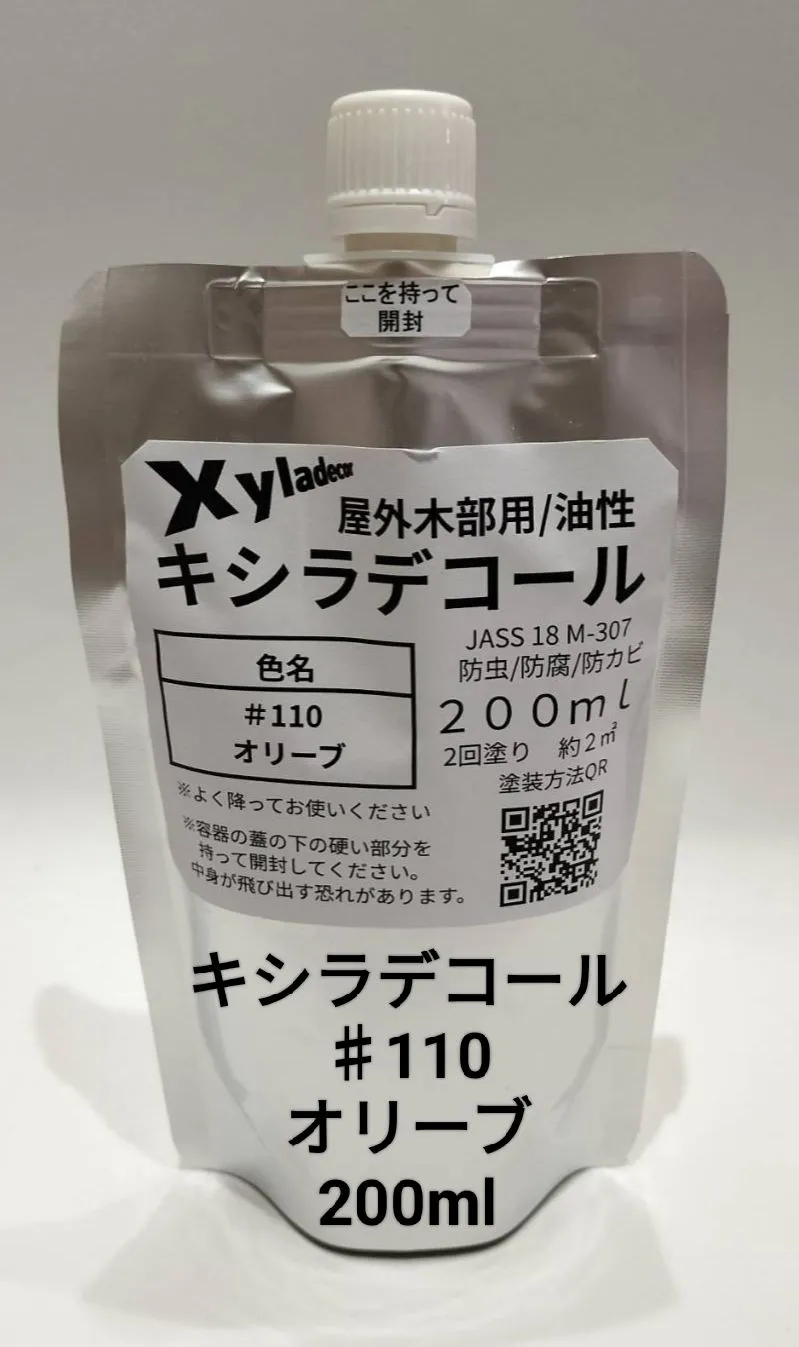 ここを持って
開封
Xyladecor
屋外木部用/油性
キシラデコール
色名
#110
オリーブ
JASS 18 M-307
防虫/防腐/防カビ
200ml
2回塗り 約2㎡
塗装方法QR
※よく降ってお使いください
※容器の蓋の下の硬い部分を
持って開封してください。
中身が飛び出す恐れがあります。
キシラデコール
#110
オリーブ
200ml